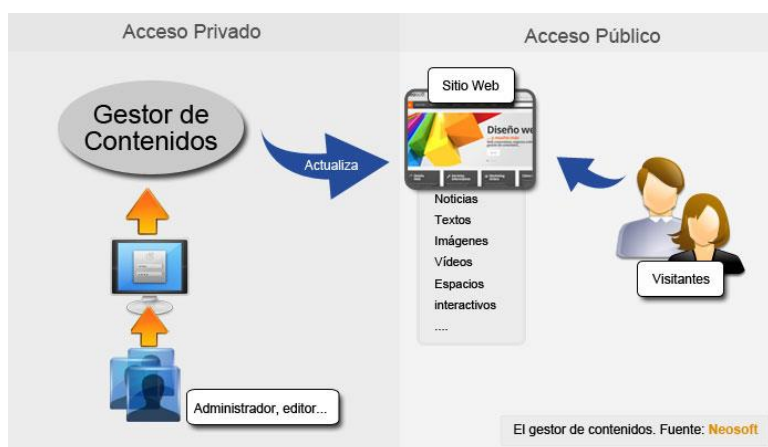 Acceso Privado
Acceso Público
Gestor de
Contenidos
Actualiza
Administrador, editor...
Sitio Web
Diseño we
Noticias
Textos
Imágenes
Vídeos
Espacios
interactivos
....
Visitantes
El gestor de contenidos. Fuente: Neosoft